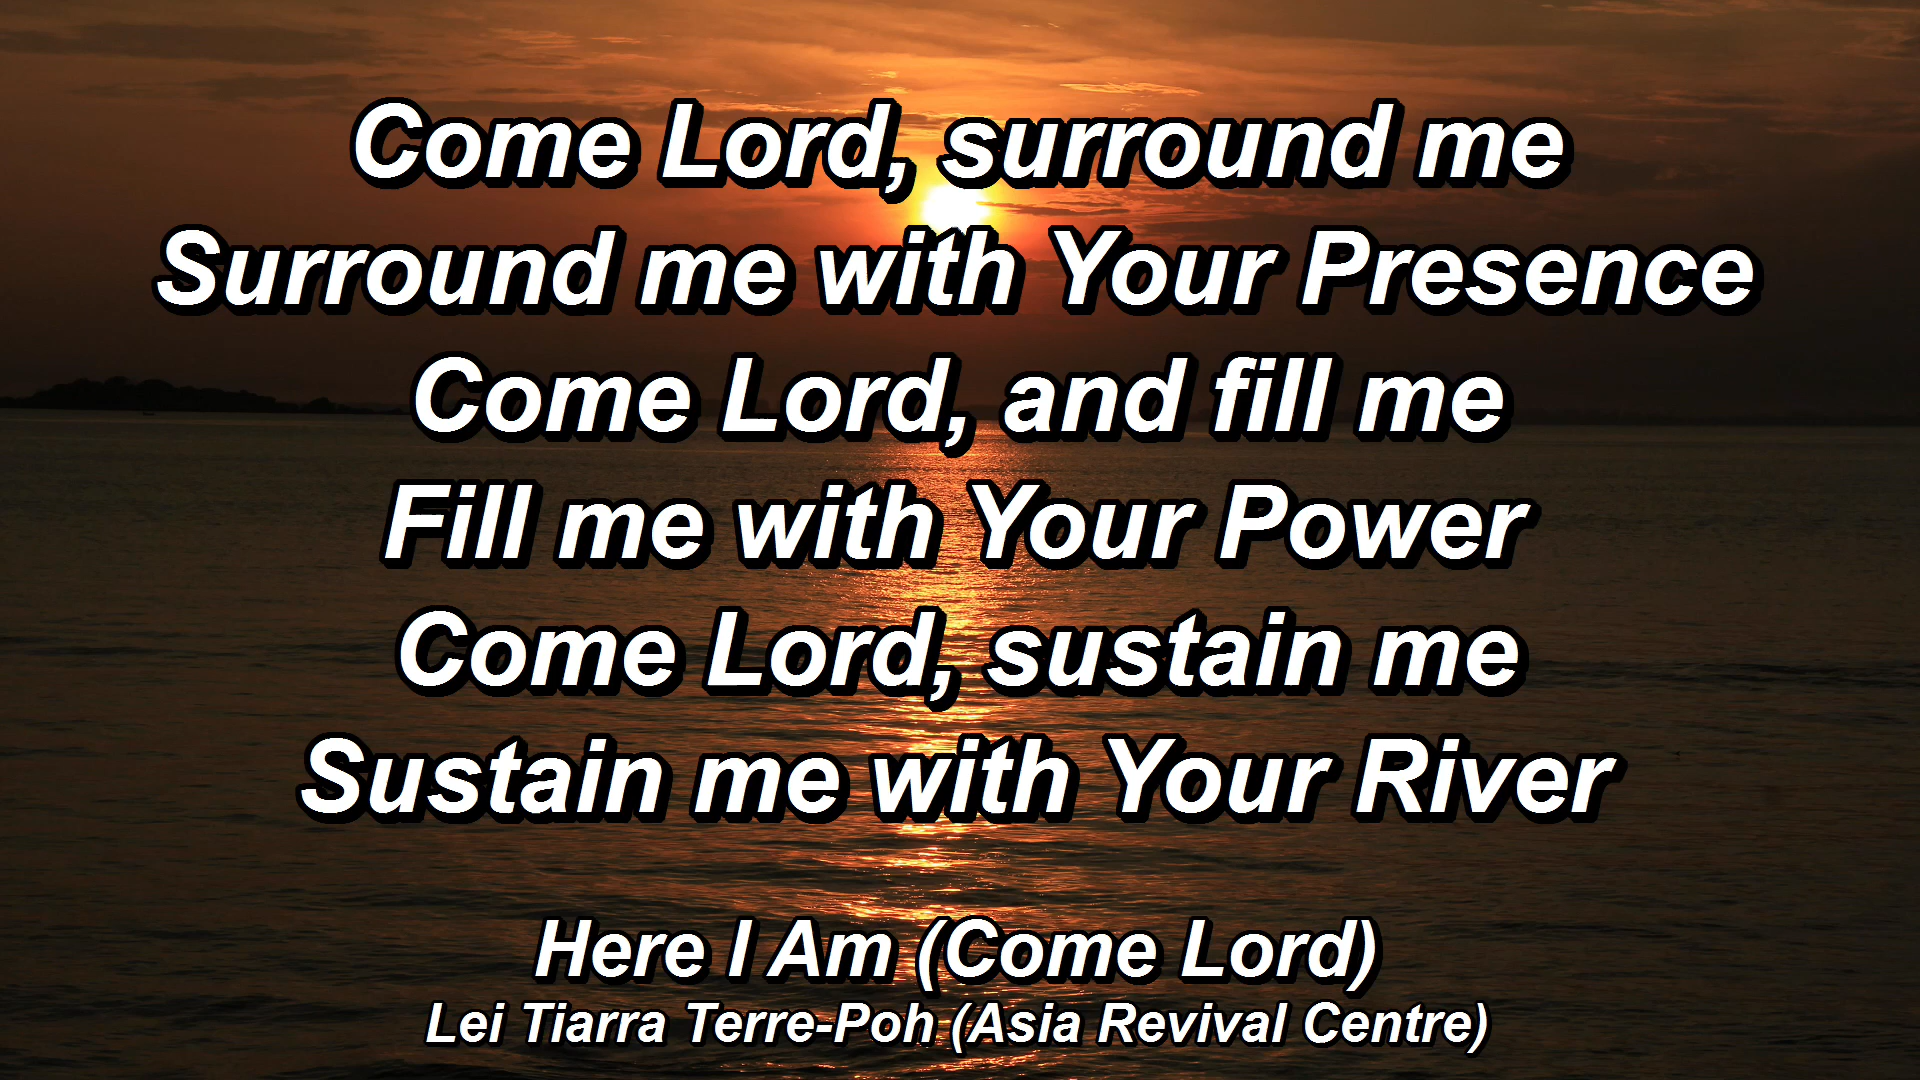 Come Lord, surround me
Surround me with Your Presence
Come Lord, and fill me
Fill me with Your Power
Come Lord, sustain me
Sustain me with Your River
Here I Am (Come Lord)
Lei Tiarra Terre-Poh (Asia Revival Centre)